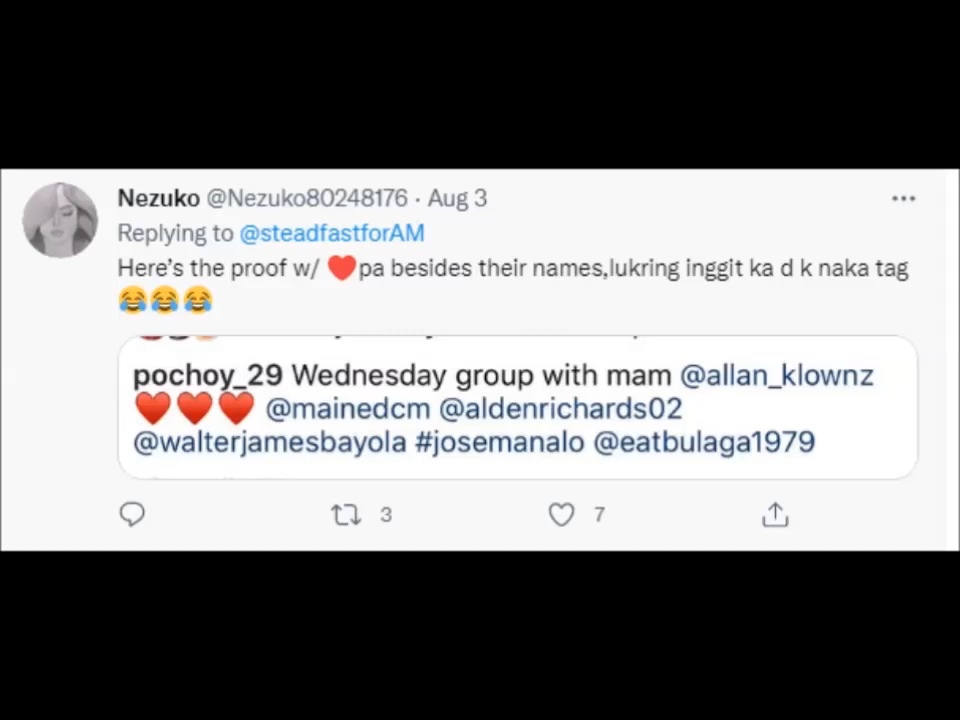 Nezuko @Nezuko80248176 · Aug 3
Replying to @steadfastforAM
Here's the proof w/ ❤️pa besides their names,lukring inggit ka d k naka tag
😂😂😂
pochoy_29 Wednesday group with mam @allan_klownz
❤️❤️❤️ @mainedcm @aldenrichards02
@walterjamesbayola #josemanalo @eatbulaga1979
3 7